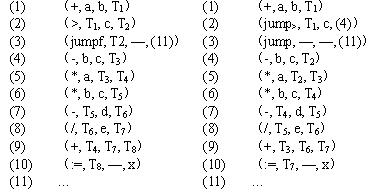 (1) (+, a, b, T₁) (1) (+, a, b, T₁)
(2) (>, T₁, c, T₂) (2) (jump>, T₁, c, (4))
(3) (jumpf, T2, —, (11)) (3) (jump, —, —, (11))
(4) (-, b, c, T₃) (4) (-, b, c, T₂)
(5) (*, a, T₃, T₄) (5) (*, a, T₂, T₃)
(6) (*, b, c, T₅) (6) (*, b, c, T₄)
(7) (-, T₅, d, T₆) (7) (-, T₄, d, T₅)
(8) (/, T₆, e, T₇) (8) (/, T₅, e, T₆)
(9) (+, T₄, T₇, T₈) (9) (+, T₃, T₆, T₇)
(10) (:=, T₈, —, x) (10) (:=, T₇, —, x)
(11) ... (11) ...